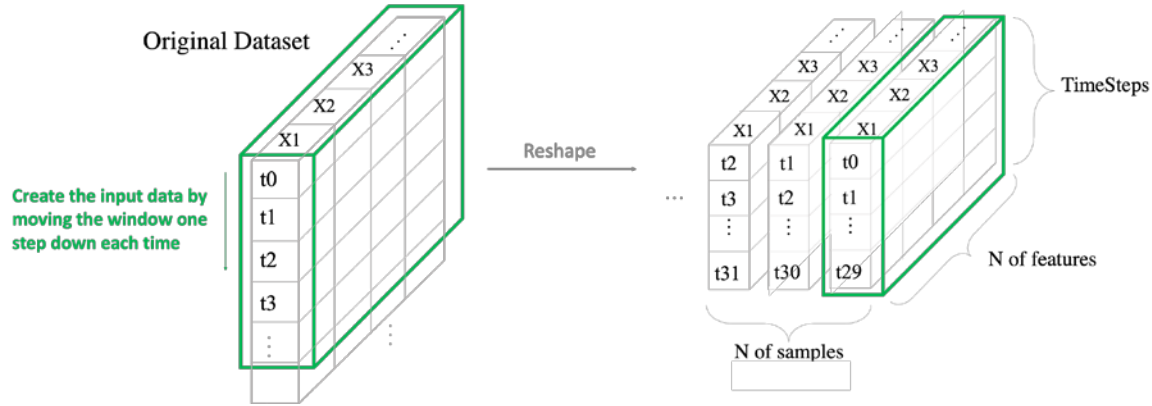 Original Dataset
...
X3
X2
X1
t0
t1
t2
t3
⋮
⋮
Create the input data by
moving the window one
step down each time
Reshape
...
...
X3
X2
X1
t2
t3
⋮
t31
...
X3
X2
X1
t1
t2
⋮
t30
...
X3
X2
X1
t0
t1
⋮
t29
TimeSteps
N of features
N of samples